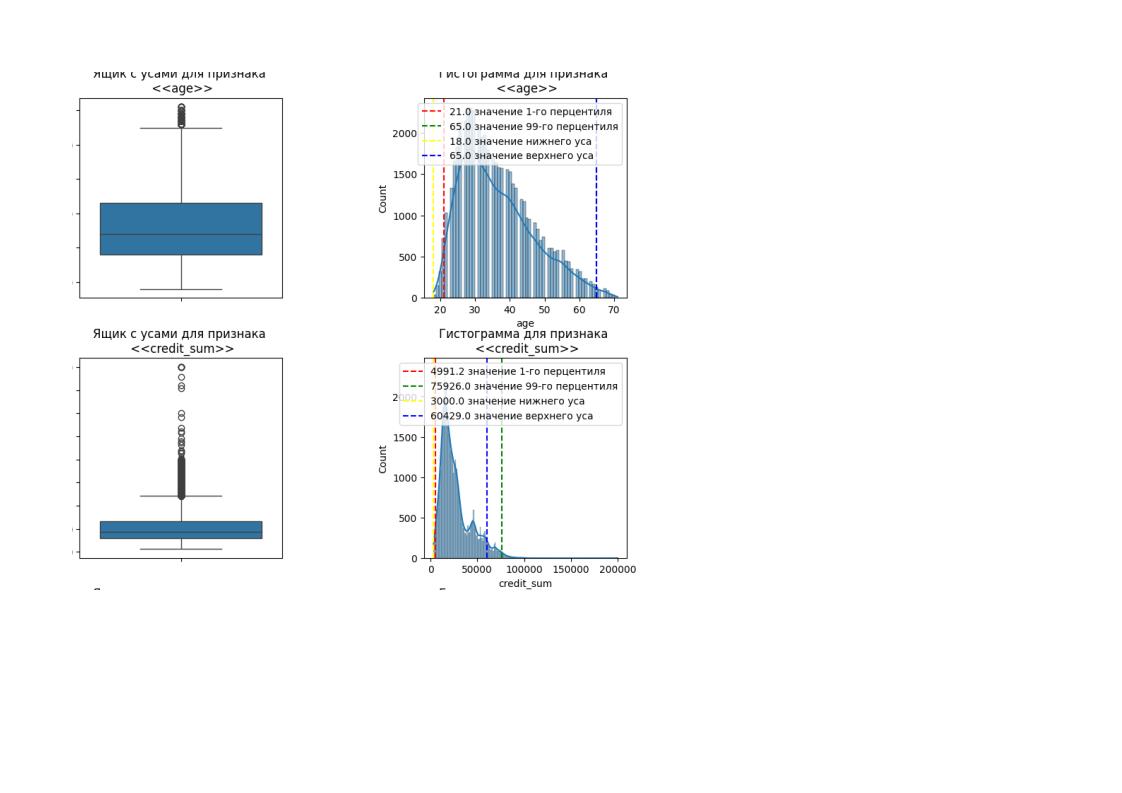 Ящик с усами для признака
<<age>>
Гистограмма для признака
<<age>>
21.0 значение 1-го перцентиля
65.0 значение 99-го перцентиля
18.0 значение нижнего уса
65.0 значение верхнего уса
2000
1500
1000
500
0
Count
20 30 40 50 60 70
age
Ящик с усами для признака
<<credit_sum>>
Гистограмма для признака
<<credit_sum>>
4991.2 значение 1-го перцентиля
75926.0 значение 99-го перцентиля
3000.0 значение нижнего уса
60429.0 значение верхнего уса
2000
1500
1000
500
0
Count
0 50000 100000 150000 200000
credit_sum